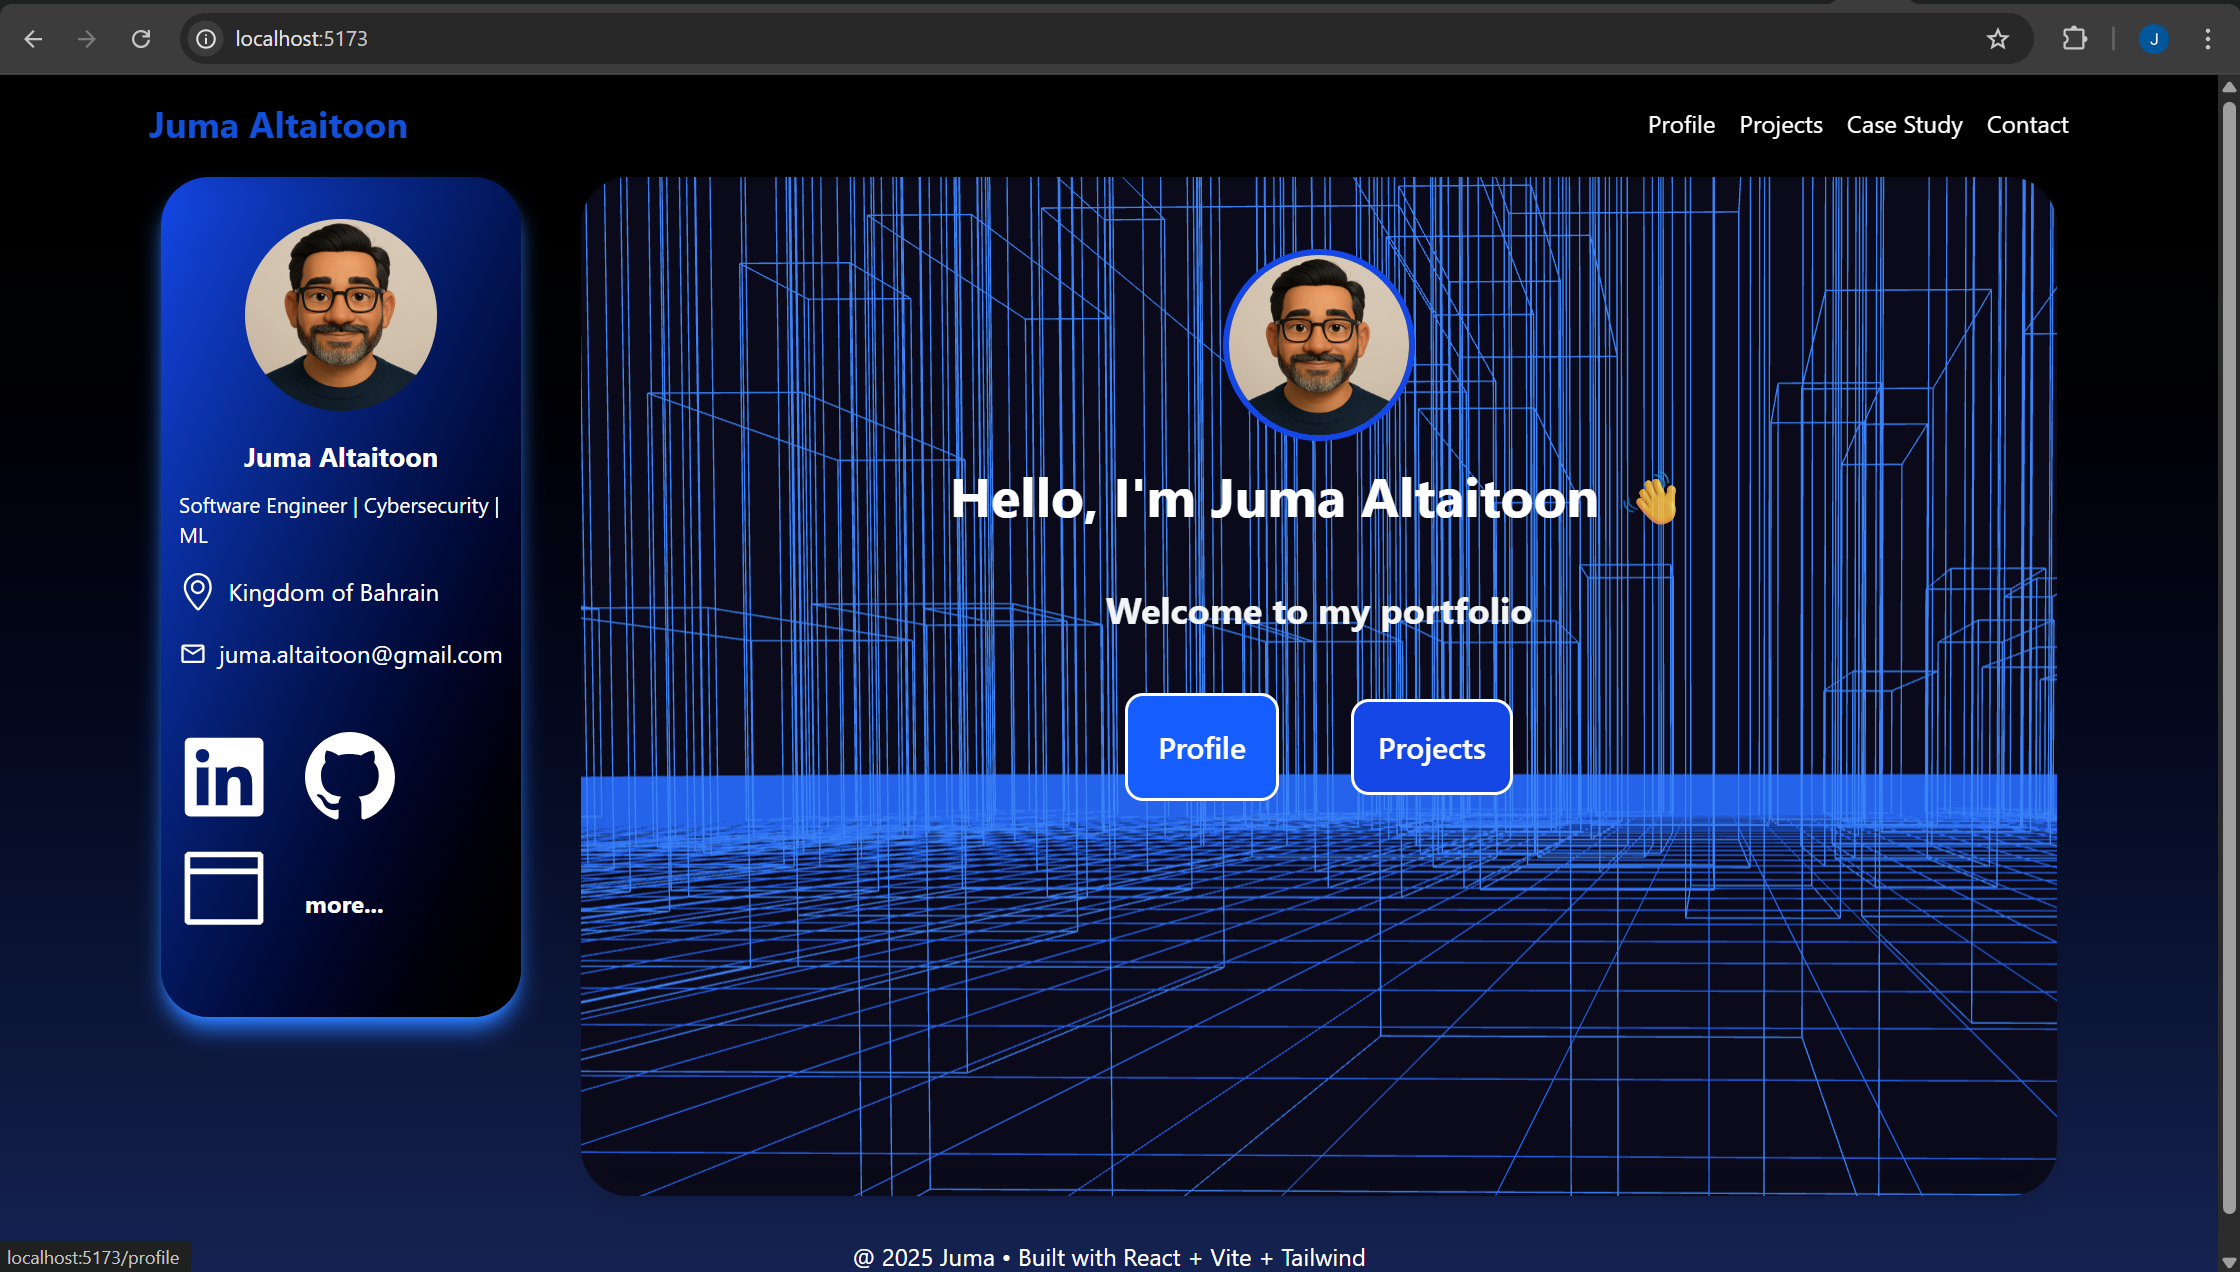 localhost:5173
J
Juma Altaitoon
Profile Projects Case Study Contact
Juma Altaitoon
Software Engineer | Cybersecurity |
ML
Kingdom of Bahrain
juma.altaitoon@gmail.com
in
more...
Hello, I'm Juma Altaitoon 👋
Welcome to my portfolio
Profile
Projects
@ 2025 Juma • Built with React + Vite + Tailwind
localhost:5173/profile